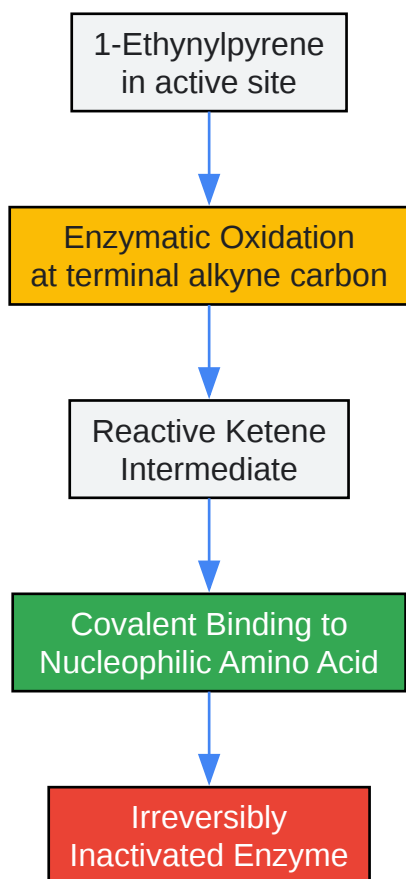 1-Ethynylpyrene
in active site
Enzymatic Oxidation
at terminal alkyne carbon
Reactive Ketene
Intermediate
Covalent Binding to
Nucleophilic Amino Acid
Irreversibly
Inactivated Enzyme